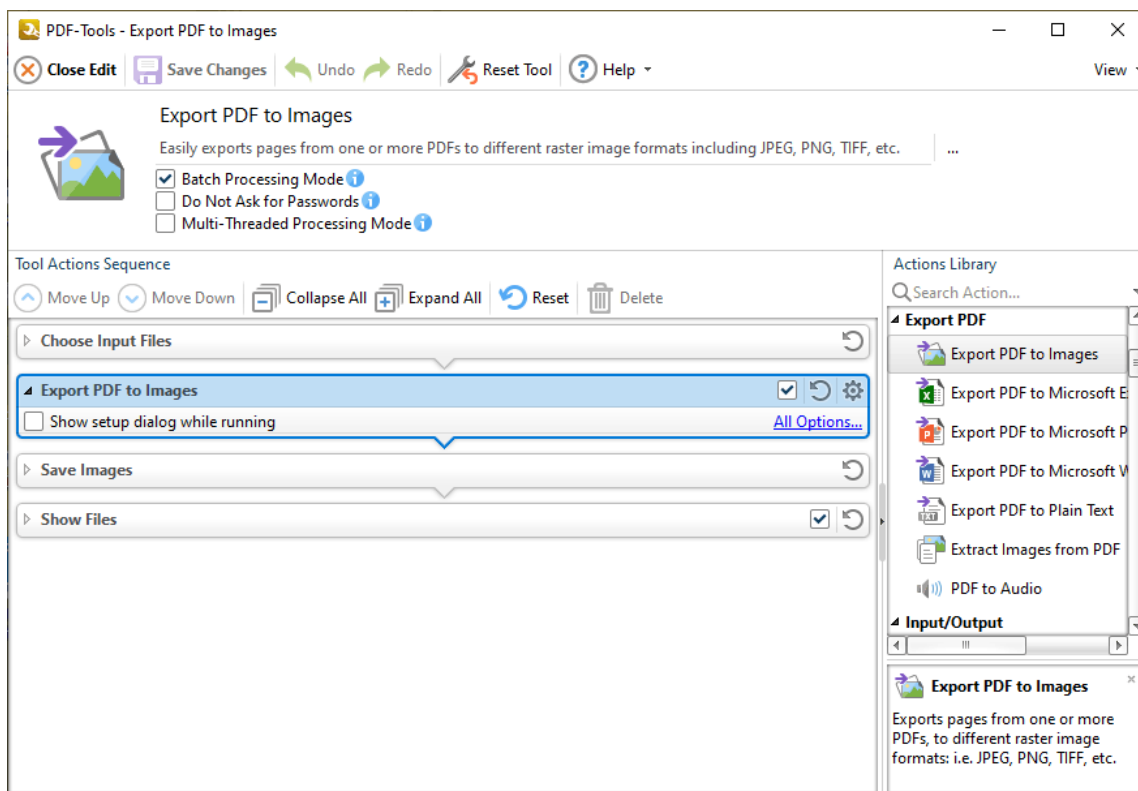 PDF-Tools - Export PDF to Images
Close Edit Save Changes Undo Redo Reset Tool Help View
Export PDF to Images
Easily exports pages from one or more PDFs to different raster image formats including JPEG, PNG, TIFF, etc. ...
Batch Processing Mode
Do Not Ask for Passwords
Multi-Threaded Processing Mode
Tool Actions Sequence
Move Up Move Down Collapse All Expand All Reset Delete
Choose Input Files
Export PDF to Images
Show setup dialog while running All Options...
Save Images
Show Files
Actions Library
Search Action...
Export PDF
Export PDF to Images
Export PDF to Microsoft E
Export PDF to Microsoft P
Export PDF to Microsoft W
Export PDF to Plain Text
Extract Images from PDF
PDF to Audio
Input/Output
Export PDF to Images
Exports pages from one or more
PDFs, to different raster image
formats: i.e. JPEG, PNG, TIFF, etc.